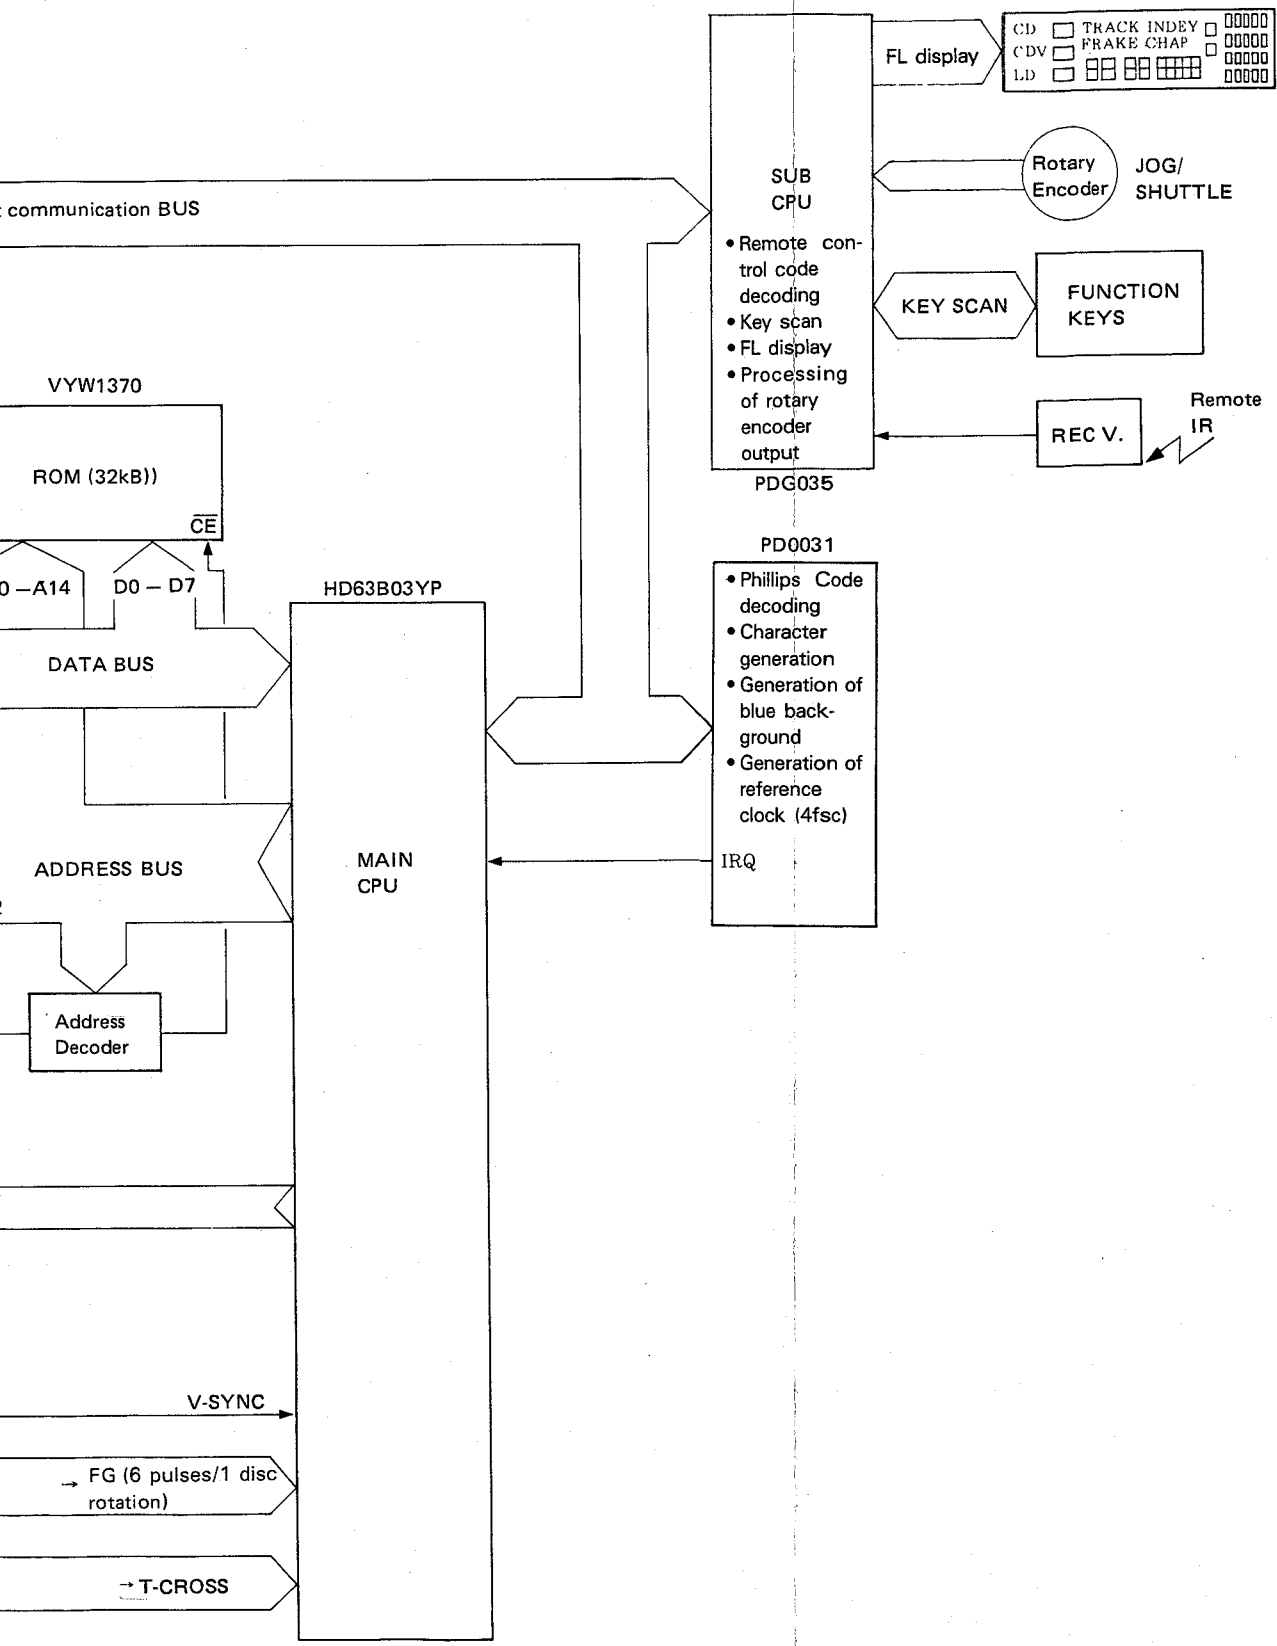 CD TRACK INDEY
CDV FRAKE CHAP
LD
FL display
Rotary
Encoder
JOG/
SHUTTLE
SUB
CPU
communication BUS
• Remote con-
trol code
decoding
• Key scan
• FL display
• Processing
of rotary
encoder
output
PDG035
KEY SCAN
FUNCTION
KEYS
REC V.
Remote
IR
VYW1370
ROM (32kB))
CE
0 – A14
D0 – D7
DATA BUS
HD63B03YP
PD0031
• Phillips Code
decoding
• Character
generation
• Generation of
blue back-
ground
• Generation of
reference
clock (4fsc)
IRQ
ADDRESS BUS
MAIN
CPU
Address
Decoder
V-SYNC
→ FG (6 pulses/1 disc
rotation)
→ T-CROSS